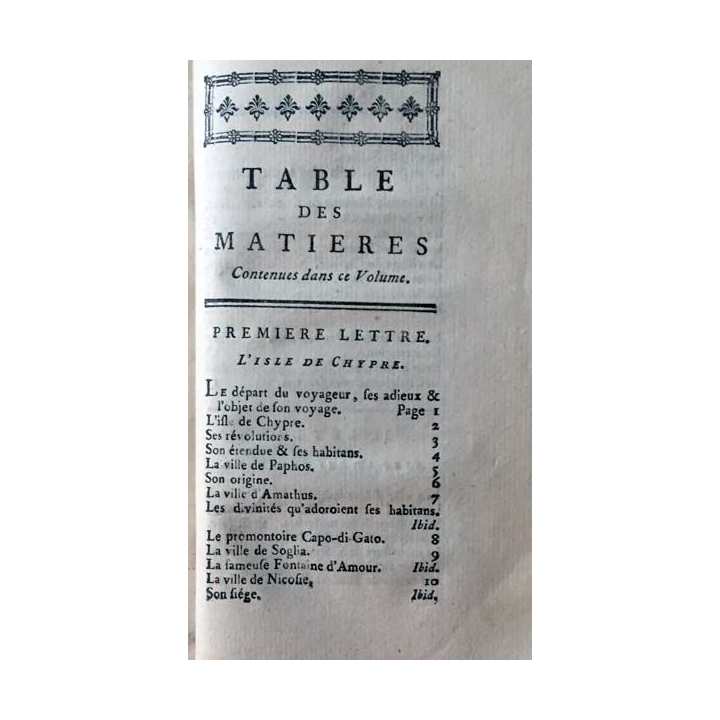 TABLE
DES
MATIERES
Contenues dans ce Volume.
PREMIERE LETTRE.
L'ISLE DE CHYPRE.
LE départ du voyageur, ſes adieux &
l'objet de ſon voyage. Page 1
L'iſle de Chypre. 2
Ses révolutions. 3
Son étendue & ſes habitans. 4
La ville de Paphos. 5
Son origine. 6
La ville d'Amathus. 7
Les divinités qu'adoroient ſes habitans.
Ibid.
Le promontoire Capo-di-Gato. 8
La ville de Soglia. 9
La fameuſe Fontaine d'Amour. Ibid.
La ville de Nicoſie, 10
Son ſiége. Ibid,